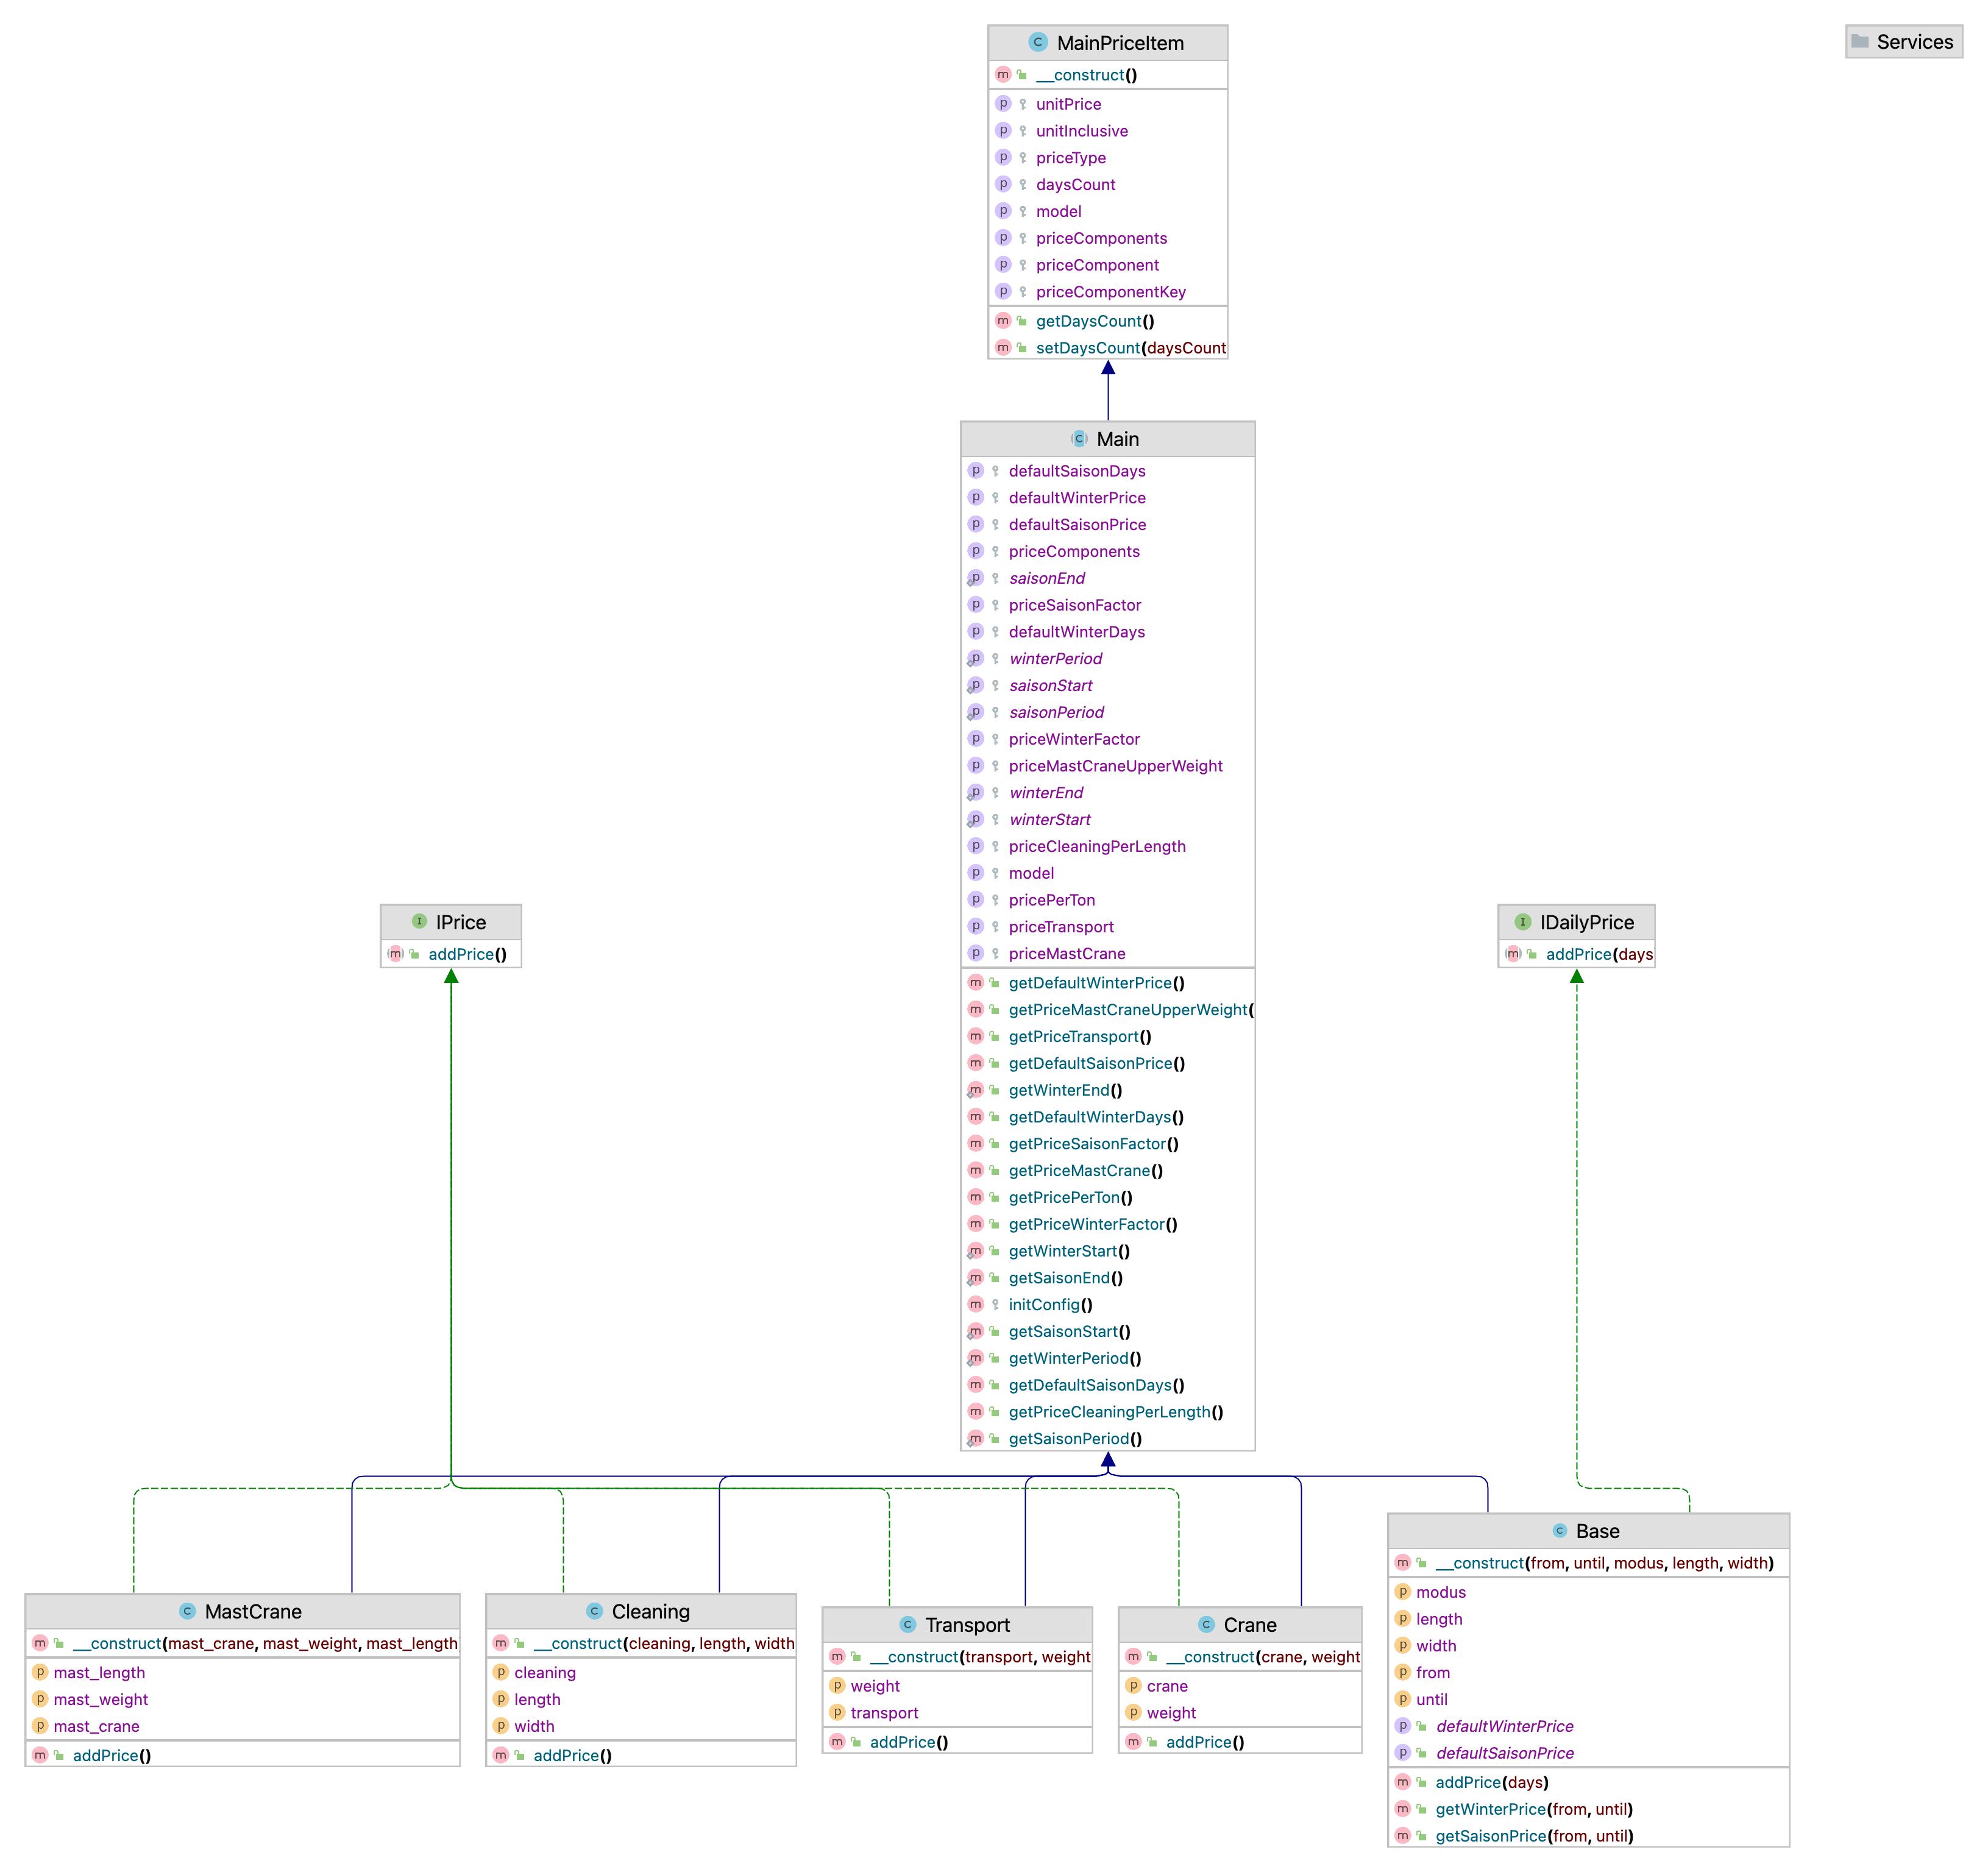 MainPriceItem
__construct()
unitPrice
unitInclusive
priceType
daysCount
model
priceComponents
priceComponent
priceComponentKey
getDaysCount()
setDaysCount(daysCount
Services
Main
defaultSaisonDays
defaultWinterPrice
defaultSaisonPrice
priceComponents
saisonEnd
priceSaisonFactor
defaultWinterDays
winterPeriod
saisonStart
saisonPeriod
priceWinterFactor
priceMastCraneUpperWeight
winterEnd
winterStart
priceCleaningPerLength
model
pricePerTon
priceTransport
priceMastCrane
getDefaultWinterPrice()
getPriceMastCraneUpperWeight(
getPriceTransport()
getDefaultSaisonPrice()
getWinterEnd()
getDefaultWinterDays()
getPriceSaisonFactor()
getPriceMastCrane()
getPricePerTon()
getPriceWinterFactor()
getWinterStart()
getSaisonEnd()
initConfig()
getSaisonStart()
getWinterPeriod()
getDefaultSaisonDays()
getPriceCleaningPerLength()
getSaisonPeriod()
IPrice
addPrice()
IDailyPrice
addPrice(days
MastCrane
__construct(mast_crane, mast_weight, mast_length
mast_length
mast_weight
mast_crane
addPrice()
Cleaning
__construct(cleaning, length, width
cleaning
length
width
addPrice()
Transport
__construct(transport, weight
weight
transport
addPrice()
Crane
__construct(crane, weight
crane
weight
addPrice()
Base
__construct(from, until, modus, length, width)
modus
length
width
from
until
defaultWinterPrice
defaultSaisonPrice
addPrice(days)
getWinterPrice(from, until)
getSaisonPrice(from, until)